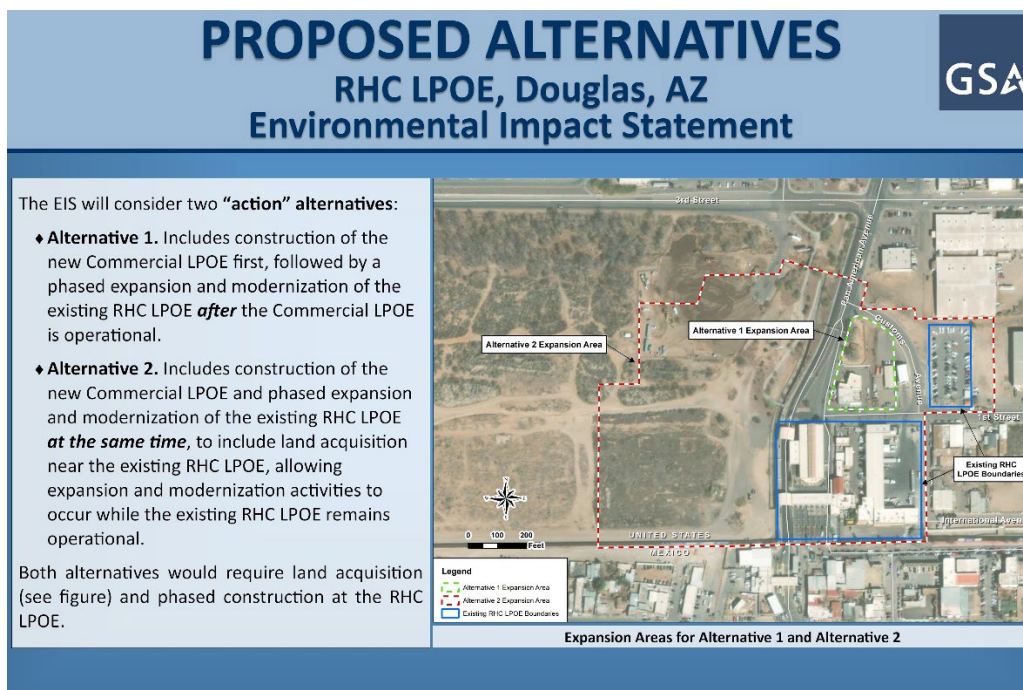 PROPOSED ALTERNATIVES
RHC LPOE, Douglas, AZ
Environmental Impact Statement
GSA
The EIS will consider two “action” alternatives:
♦ Alternative 1. Includes construction of the
new Commercial LPOE first, followed by a
phased expansion and modernization of the
existing RHC LPOE after the Commercial LPOE
is operational.
♦ Alternative 2. Includes construction of the
new Commercial LPOE and phased expansion
and modernization of the existing RHC LPOE
at the same time, to include land acquisition
near the existing RHC LPOE, allowing
expansion and modernization activities to
occur while the existing RHC LPOE remains
operational.
Both alternatives would require land acquisition
(see figure) and phased construction at the RHC
LPOE.
3rd Street
Pan American Avenue
Customs
Avenue
Alternative 2 Expansion Area
Alternative 1 Expansion Area
1st Street
Existing RHC
LPOE Boundaries
International Avenu
UNITED STATES
MEXICO
0 100 200
Feet
Legend
Alternative 1 Expansion Area
Alternative 2 Expansion Area
Existing RHC LPOE Boundaries
Expansion Areas for Alternative 1 and Alternative 2